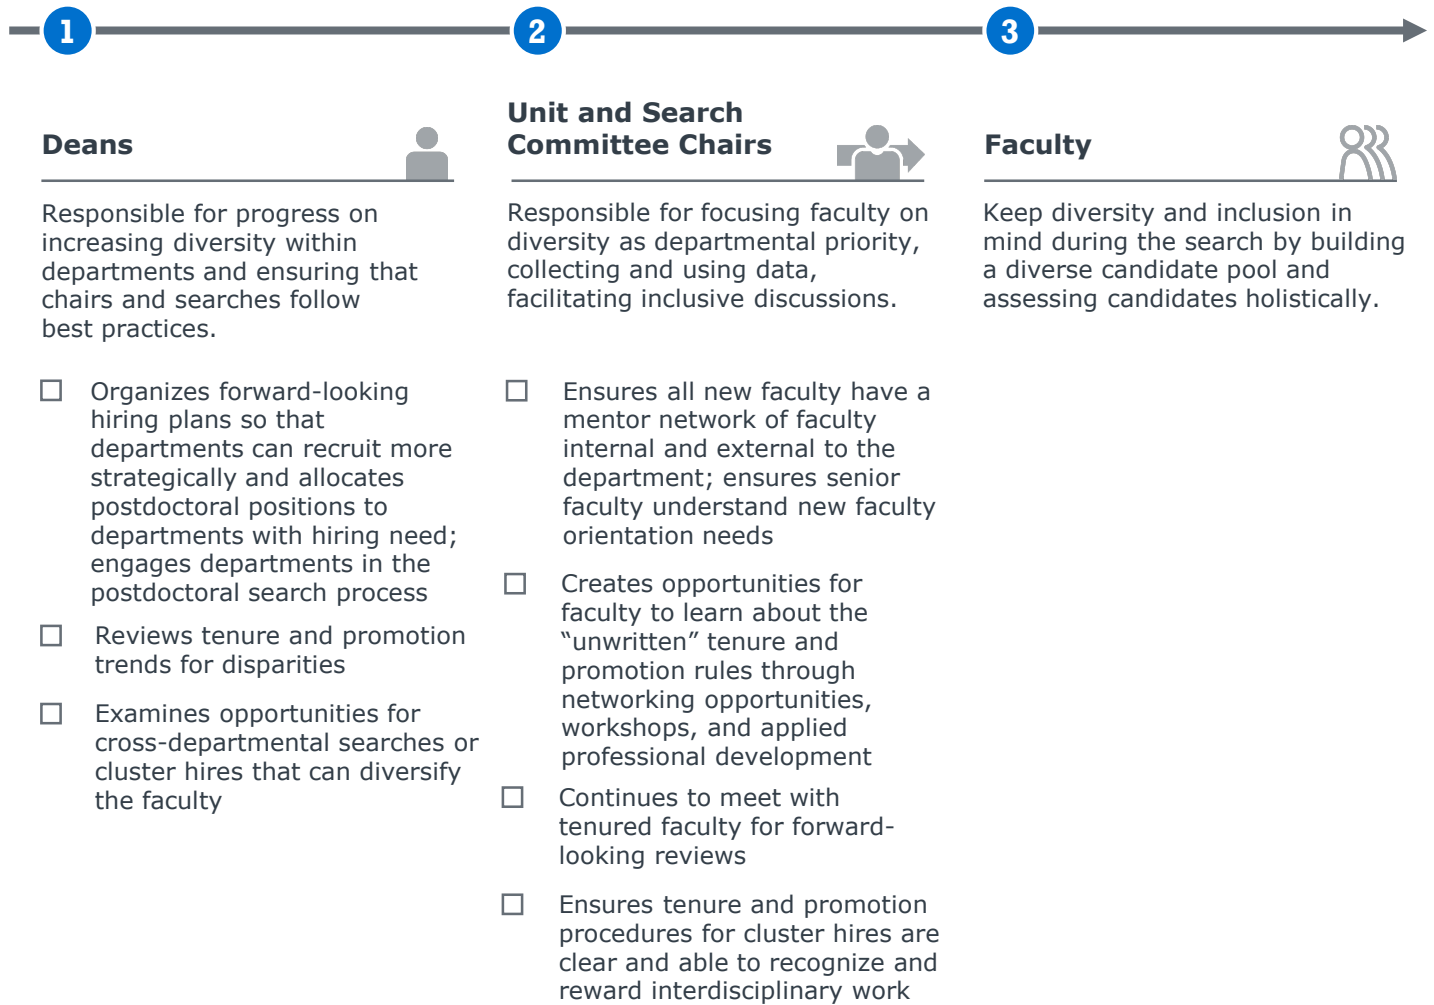 1
2
3
Deans
Responsible for progress on
increasing diversity within
departments and ensuring that
chairs and searches follow
best practices.
☐ Organizes forward-looking
hiring plans so that
departments can recruit more
strategically and allocates
postdoctoral positions to
departments with hiring need;
engages departments in the
postdoctoral search process
☐ Reviews tenure and promotion
trends for disparities
☐ Examines opportunities for
cross-departmental searches or
cluster hires that can diversify
the faculty
Unit and Search
Committee Chairs
Responsible for focusing faculty on
diversity as departmental priority,
collecting and using data,
facilitating inclusive discussions.
☐ Ensures all new faculty have a
mentor network of faculty
internal and external to the
department; ensures senior
faculty understand new faculty
orientation needs
☐ Creates opportunities for
faculty to learn about the
“unwritten” tenure and
promotion rules through
networking opportunities,
workshops, and applied
professional development
☐ Continues to meet with
tenured faculty for forward-
looking reviews
☐ Ensures tenure and promotion
procedures for cluster hires are
clear and able to recognize and
reward interdisciplinary work
Faculty
Keep diversity and inclusion in
mind during the search by building
a diverse candidate pool and
assessing candidates holistically.